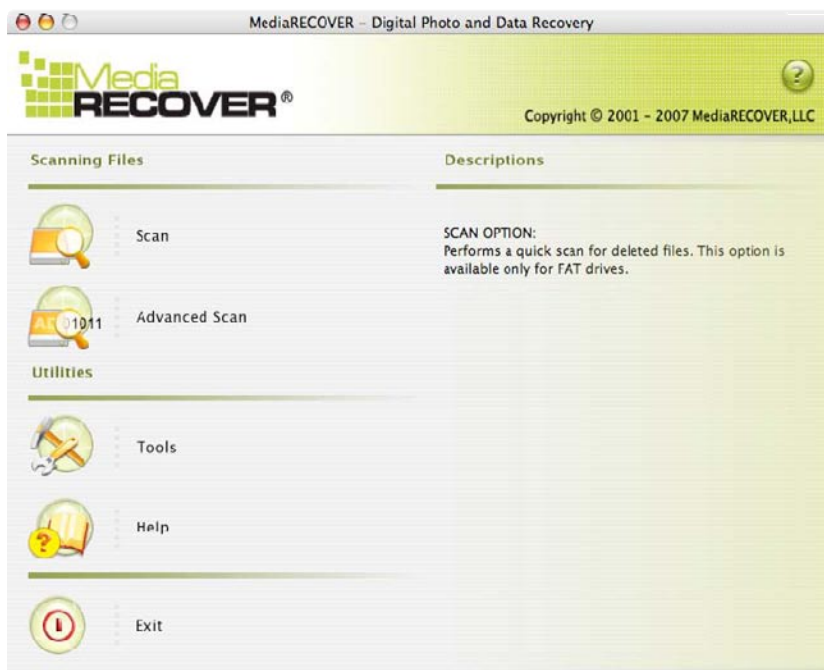 MediaRECOVER – Digital Photo and Data Recovery
Media
RECOVER®
?
Copyright © 2001 – 2007 MediaRECOVER,LLC
Scanning Files
Scan
01011
Advanced Scan
Utilities
Tools
?
Help
Exit
Descriptions
SCAN OPTION:
Performs a quick scan for deleted files. This option is
available only for FAT drives.